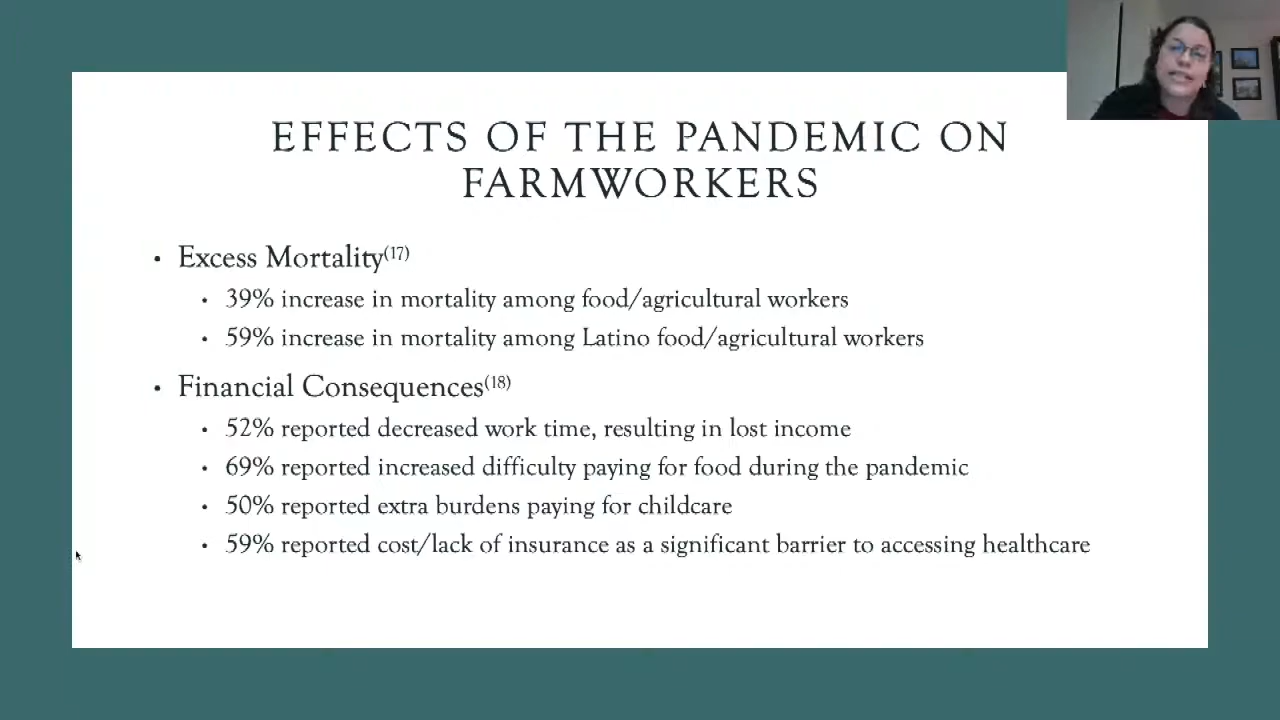 EFFECTS OF THE PANDEMIC ON
FARMWORKERS
• Excess Mortality(17)
• 39% increase in mortality among food/agricultural workers
• 59% increase in mortality among Latino food/agricultural workers
• Financial Consequences(18)
• 52% reported decreased work time, resulting in lost income
• 69% reported increased difficulty paying for food during the pandemic
• 50% reported extra burdens paying for childcare
• 59% reported cost/lack of insurance as a significant barrier to accessing healthcare